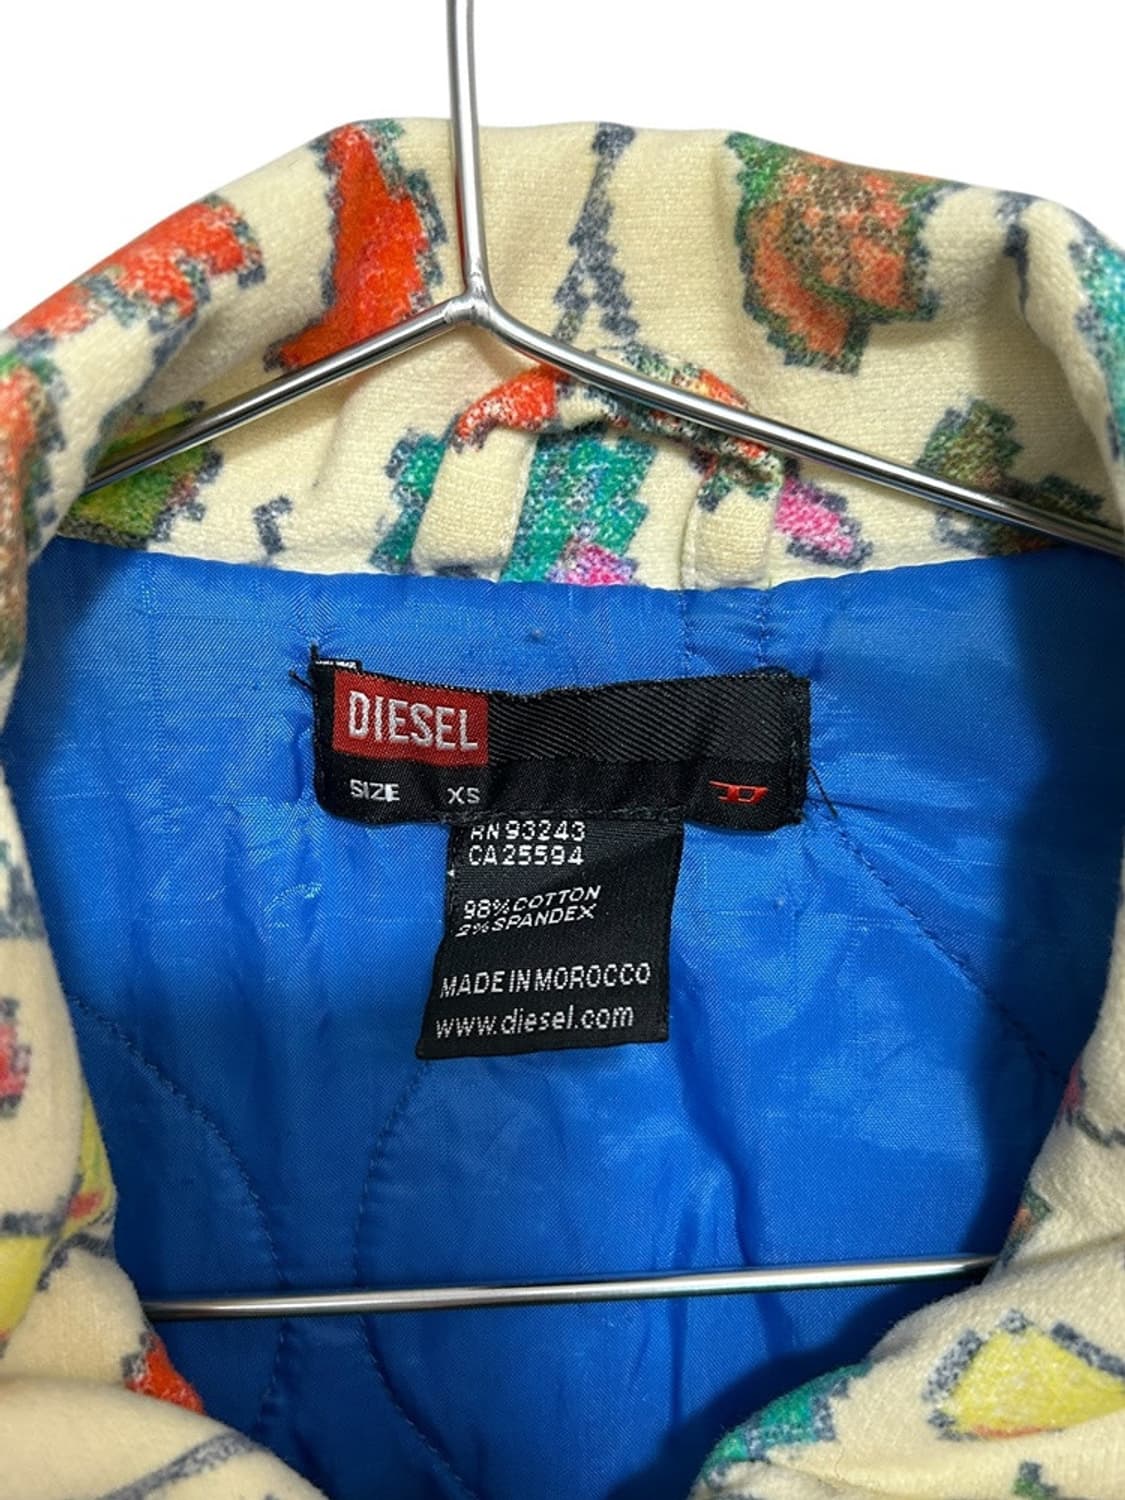 DIESEL
SIZE XS
RN 93243
CA 25594
98% COTTON
2% SPANDEX
MADE IN MOROCCO
www.diesel.com